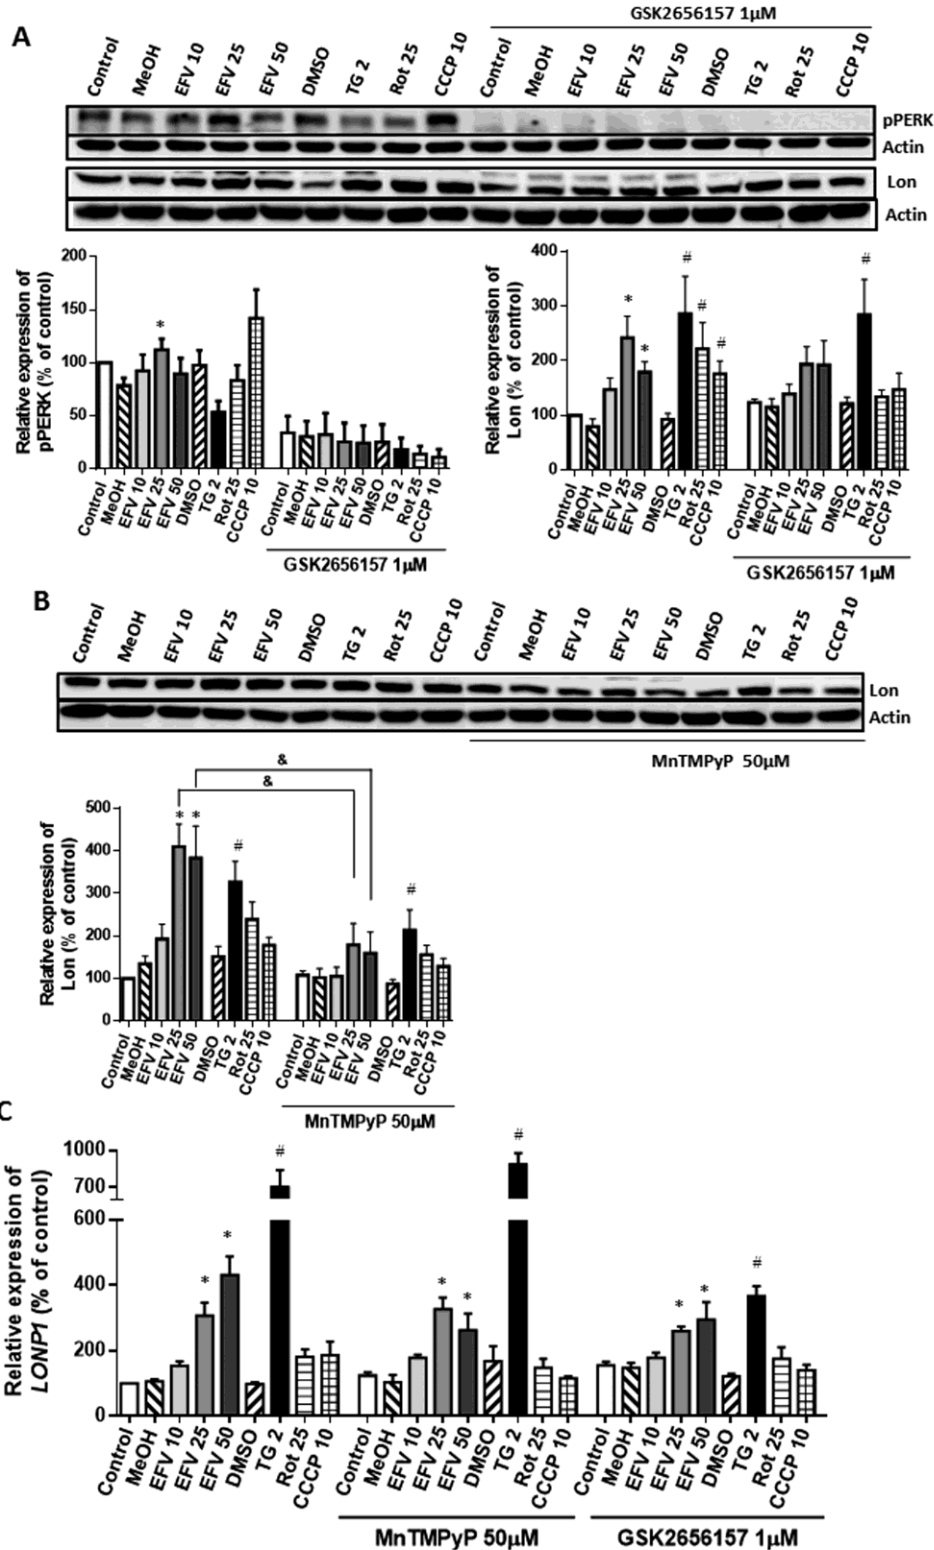 A
GSK2656157 1μM
Control MeOH EFV 10 EFV 25 EFV 50 DMSO TG 2 Rot 25 CCCP 10 Control MeOH EFV 10 EFV 25 EFV 50 DMSO TG 2 Rot 25 CCCP 10
pPERK
Actin
Lon
Actin
Relative expression of
pPERK (% of control)
200
150
100
50
0
*
Control MeOH EFV 10 EFV 25 EFV 50 DMSO TG 2 Rot 25 CCCP 10 Control MeOH EFV 10 EFV 25 EFV 50 DMSO TG 2 Rot 25 CCCP 10
GSK2656157 1μM
Relative expression of
Lon (% of control)
400
300
200
100
0
* * # # # #
Control MeOH EFV 10 EFV 25 EFV 50 DMSO TG 2 Rot 25 CCCP 10 Control MeOH EFV 10 EFV 25 EFV 50 DMSO TG 2 Rot 25 CCCP 10
GSK2656157 1μM
B
Control MeOH EFV 10 EFV 25 EFV 50 DMSO TG 2 Rot 25 CCCP 10 Control MeOH EFV 10 EFV 25 EFV 50 DMSO TG 2 Rot 25 CCCP 10
Lon
Actin
MnTMPyP 50μM
&
&
Relative expression of
Lon (% of control)
500
400
300
200
100
0
* * # #
Control MeOH EFV 10 EFV 25 EFV 50 DMSO TG 2 Rot 25 CCCP 10 Control MeOH EFV 10 EFV 25 EFV 50 DMSO TG 2 Rot 25 CCCP 10
MnTMPyP 50μM
C
Relative expression of
LONP1 (% of control)
1000
700
600
400
200
0
* * # * * # * * #
Control MeOH EFV 10 EFV 25 EFV 50 DMSO TG 2 Rot 25 CCCP 10 Control MeOH EFV 10 EFV 25 EFV 50 DMSO TG 2 Rot 25 CCCP 10 Control MeOH EFV 10 EFV 25 EFV 50 DMSO TG 2 Rot 25 CCCP 10
MnTMPyP 50μM
GSK2656157 1μM